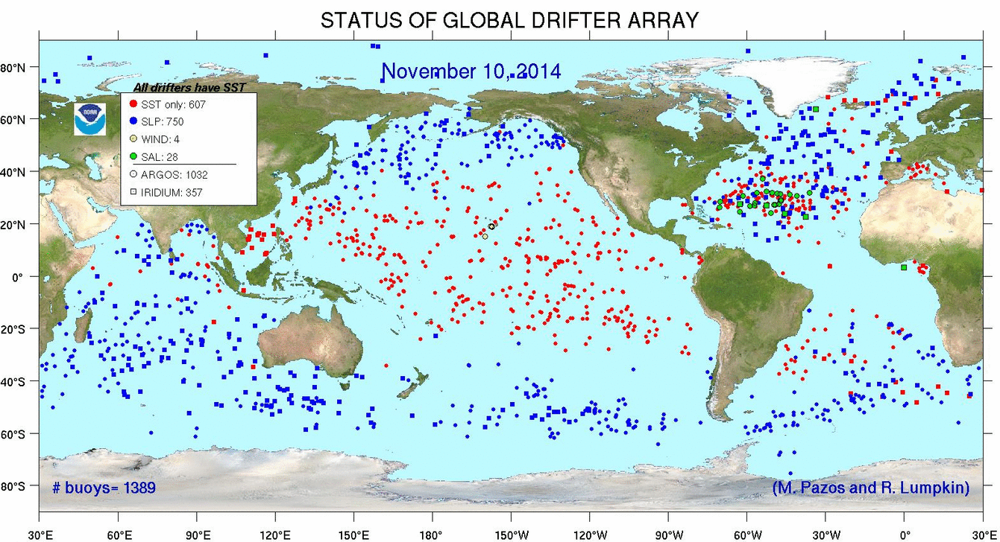 STATUS OF GLOBAL DRIFTER ARRAY
November 10, 2014
All drifters have SST
SST only: 607
SLP: 750
WIND: 4
SAL: 28
ARGOS: 1032
IRIDIUM: 357
noaa
80°N
60°N
40°N
20°N
0°
20°S
40°S
60°S
80°S
# buoys= 1389
(M. Pazos and R. Lumpkin)
30°E 60°E 90°E 120°E 150°E 180° 150°W 120°W 90°W 60°W 30°W 0° 30°E